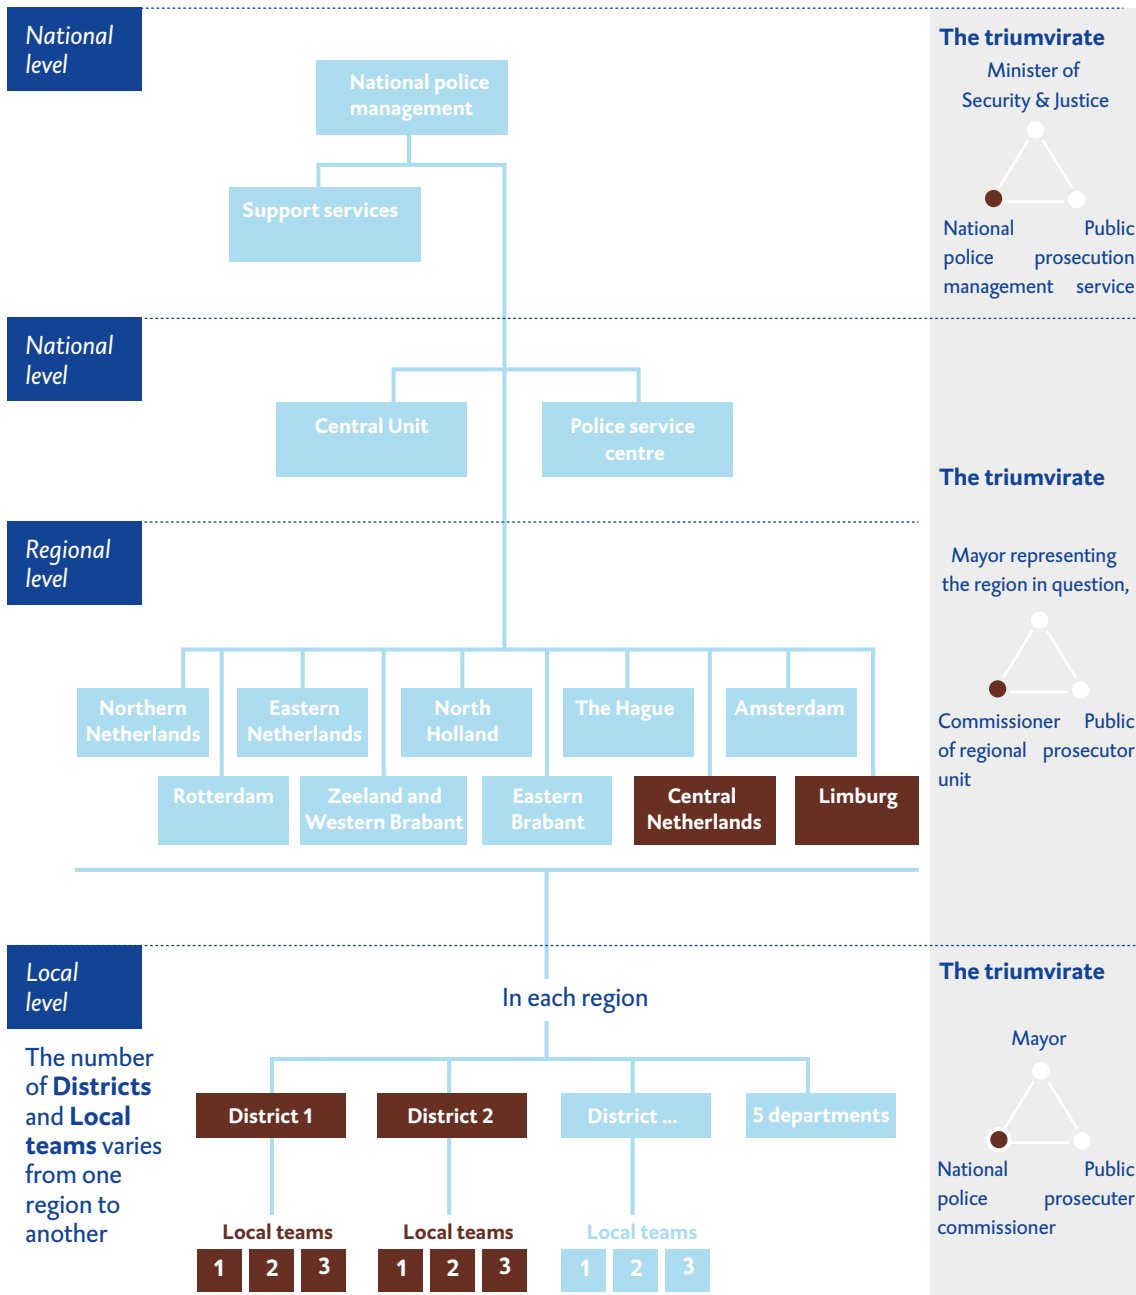 National
level
National police
management
Support services
The triumvirate
Minister of
Security & Justice
National Public
police prosecution
management service
National
level
Central Unit
Police service
centre
Regional
level
The triumvirate
Mayor representing
the region in question,
Commissioner Public
of regional prosecutor
unit
Northern
Netherlands
Eastern
Netherlands
North
Holland
The Hague
Amsterdam
Rotterdam
Zeeland and
Western Brabant
Eastern
Brabant
Central
Netherlands
Limburg
Local
level
The number
of Districts
and Local
teams varies
from one
region to
another
In each region
District 1
District 2
District ...
5 departments
Local teams
1 2 3
Local teams
1 2 3
Local teams
1 2 3
The triumvirate
Mayor
National Public
police prosecuter
commissioner